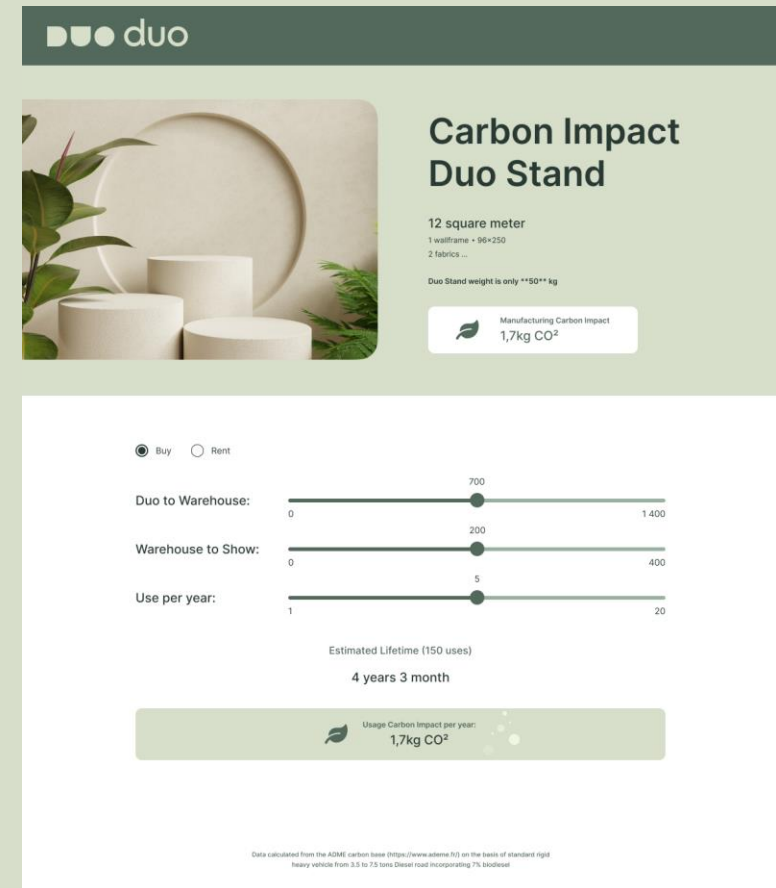 DUO duo
Carbon Impact
Duo Stand
12 square meter
1 wallframe • 96×250
2 fabrics ...
Duo Stand weight is only **50** kg
Manufacturing Carbon Impact
1,7kg CO²
Buy Rent
700
Duo to Warehouse:
0 1 400
200
Warehouse to Show:
0 400
5
Use per year:
1 20
Estimated Lifetime (150 uses)
4 years 3 month
Usage Carbon Impact per year:
1,7kg CO²
Data calculated from the ADME carbon base (https://www.ademe.fr/) on the basis of standard rigid
heavy vehicle from 3.5 to 7.5 tons Diesel road incorporating 7% biodiesel